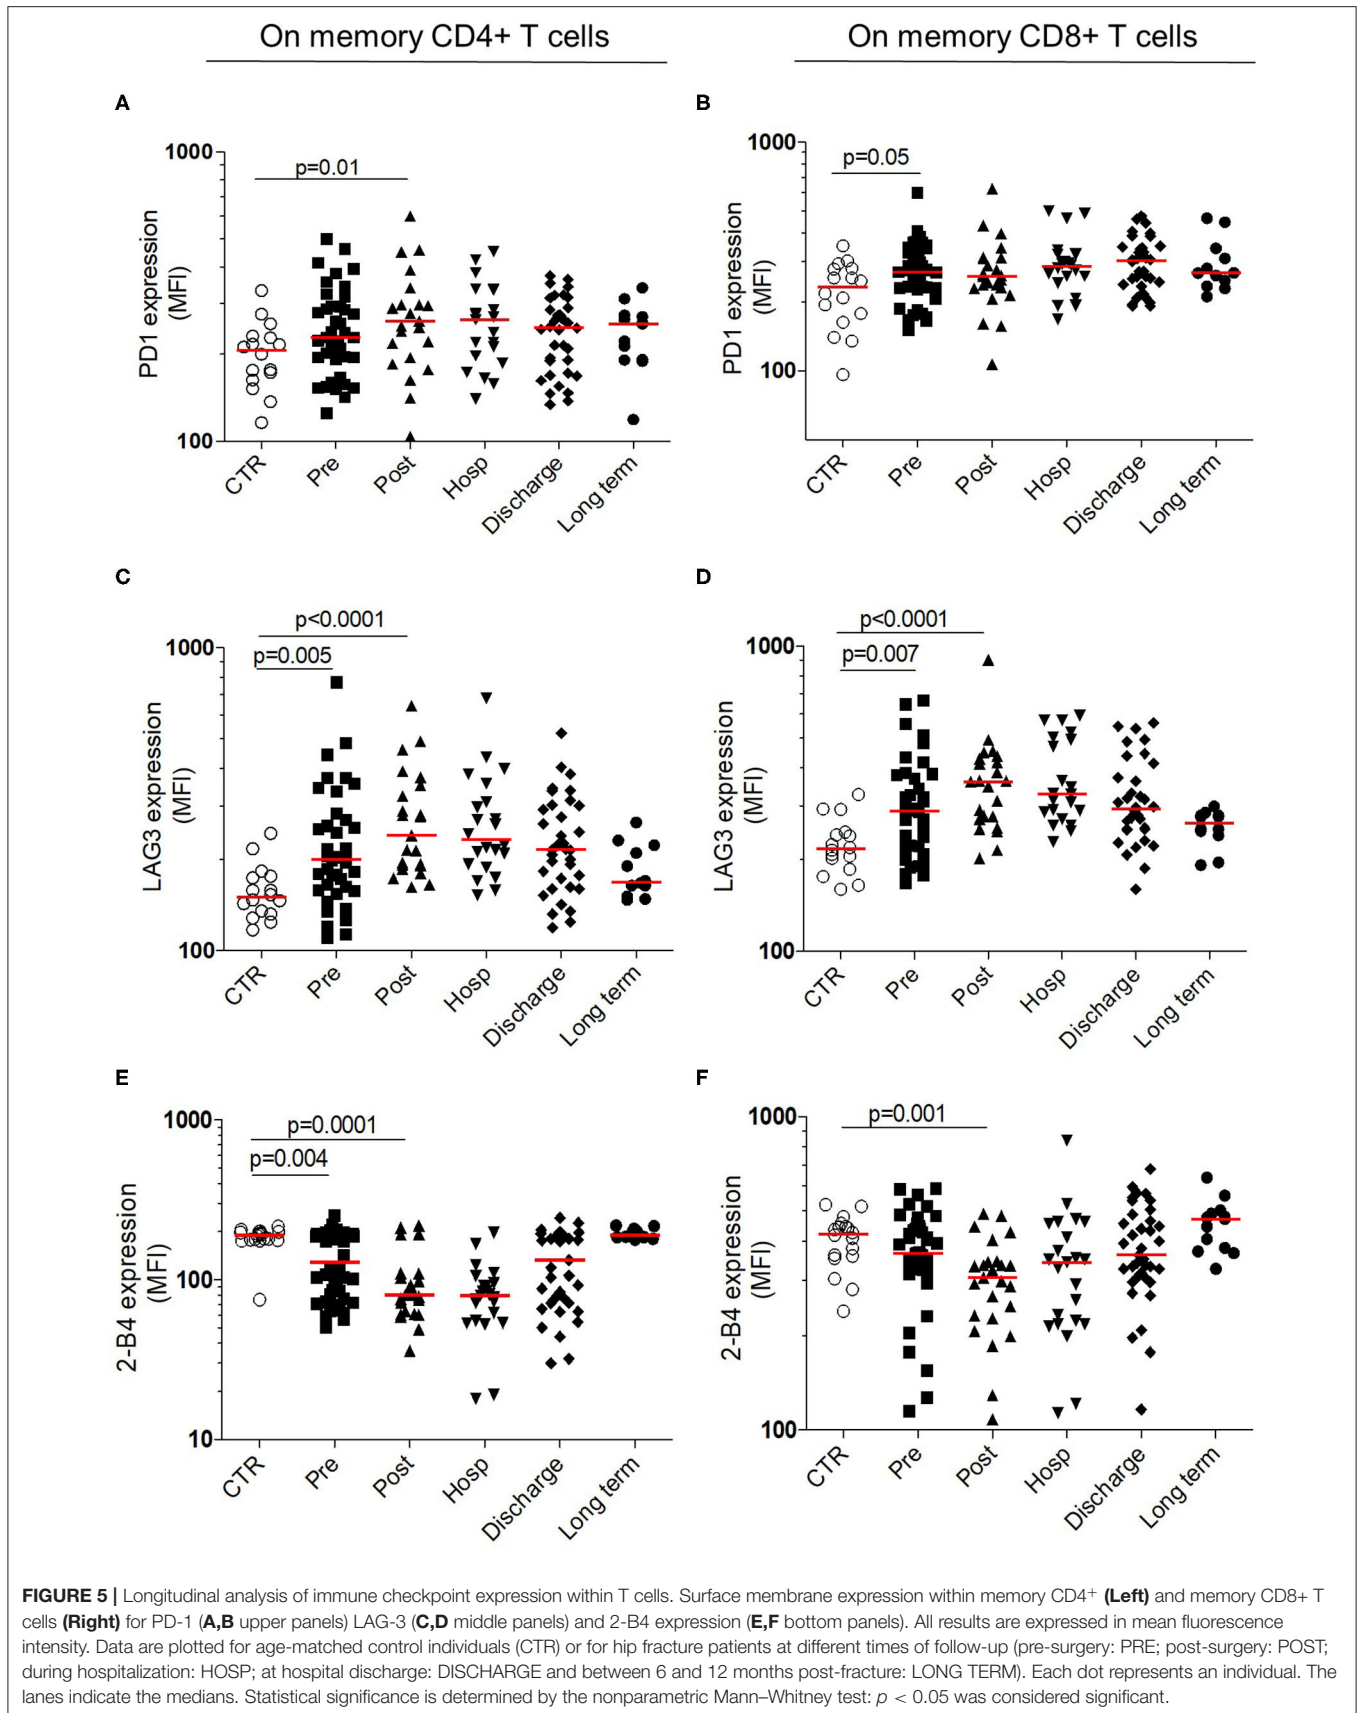 On memory CD4+ T cells
On memory CD8+ T cells
A
1000
p=0.01
PD1 expression
(MFI)
100
CTR
Pre
Post
Hosp
Discharge
Long term
B
1000
p=0.05
PD1 expression
(MFI)
100
CTR
Pre
Post
Hosp
Discharge
Long term
C
p<0.0001
1000
p=0.005
LAG3 expression
(MFI)
100
CTR
Pre
Post
Hosp
Discharge
Long term
D
p<0.0001
1000
p=0.007
LAG3 expression
(MFI)
100
CTR
Pre
Post
Hosp
Discharge
Long term
E
1000
p=0.0001
p=0.004
2-B4 expression
(MFI)
100
10
CTR
Pre
Post
Hosp
Discharge
Long term
F
1000
p=0.001
2-B4 expression
(MFI)
100
CTR
Pre
Post
Hosp
Discharge
Long term
FIGURE 5 | Longitudinal analysis of immune checkpoint expression within T cells. Surface membrane expression within memory CD4⁺ (Left) and memory CD8+ T
cells (Right) for PD-1 (A,B upper panels) LAG-3 (C,D middle panels) and 2-B4 expression (E,F bottom panels). All results are expressed in mean fluorescence
intensity. Data are plotted for age-matched control individuals (CTR) or for hip fracture patients at different times of follow-up (pre-surgery: PRE; post-surgery: POST;
during hospitalization: HOSP; at hospital discharge: DISCHARGE and between 6 and 12 months post-fracture: LONG TERM). Each dot represents an individual. The
lanes indicate the medians. Statistical significance is determined by the nonparametric Mann–Whitney test: p < 0.05 was considered significant.